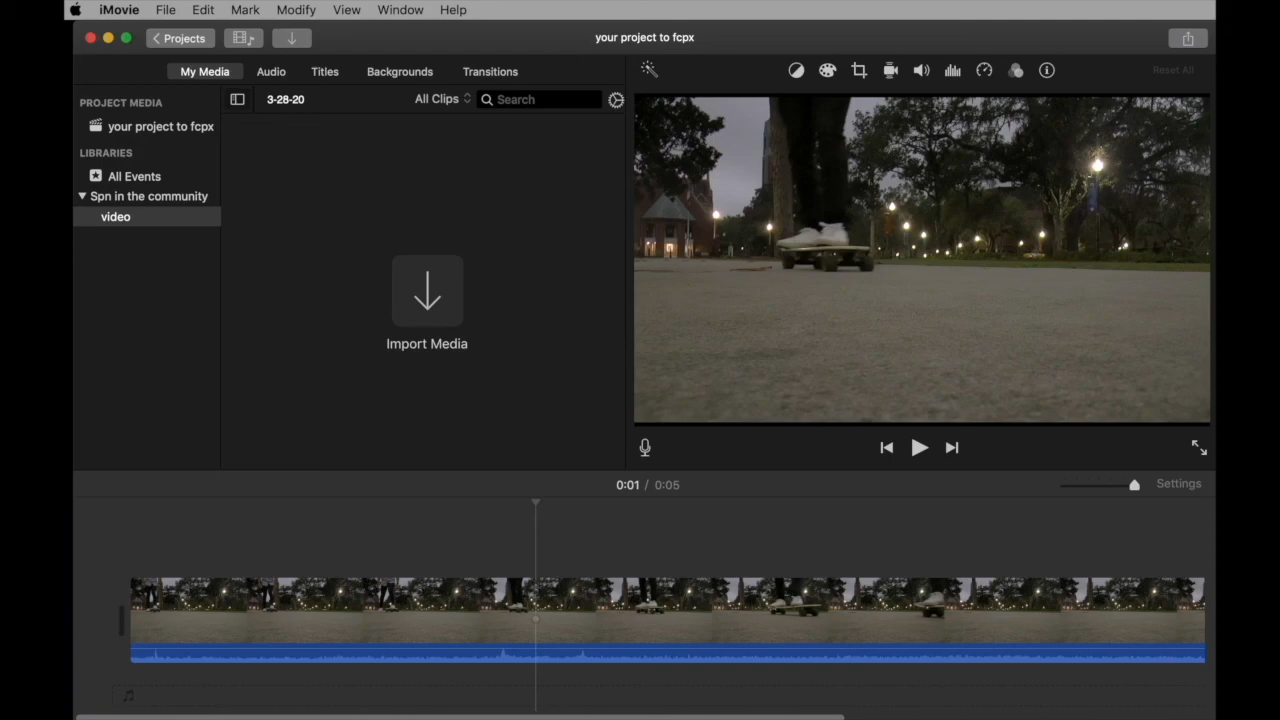 iMovie File Edit Mark Modify View Window Help
Projects your project to fcpx
My Media Audio Titles Backgrounds Transitions Reset All
PROJECT MEDIA 3-28-20 All Clips Search
your project to fcpx
LIBRARIES
All Events
Spn in the community
video
Import Media
0:01 / 0:05 Settings